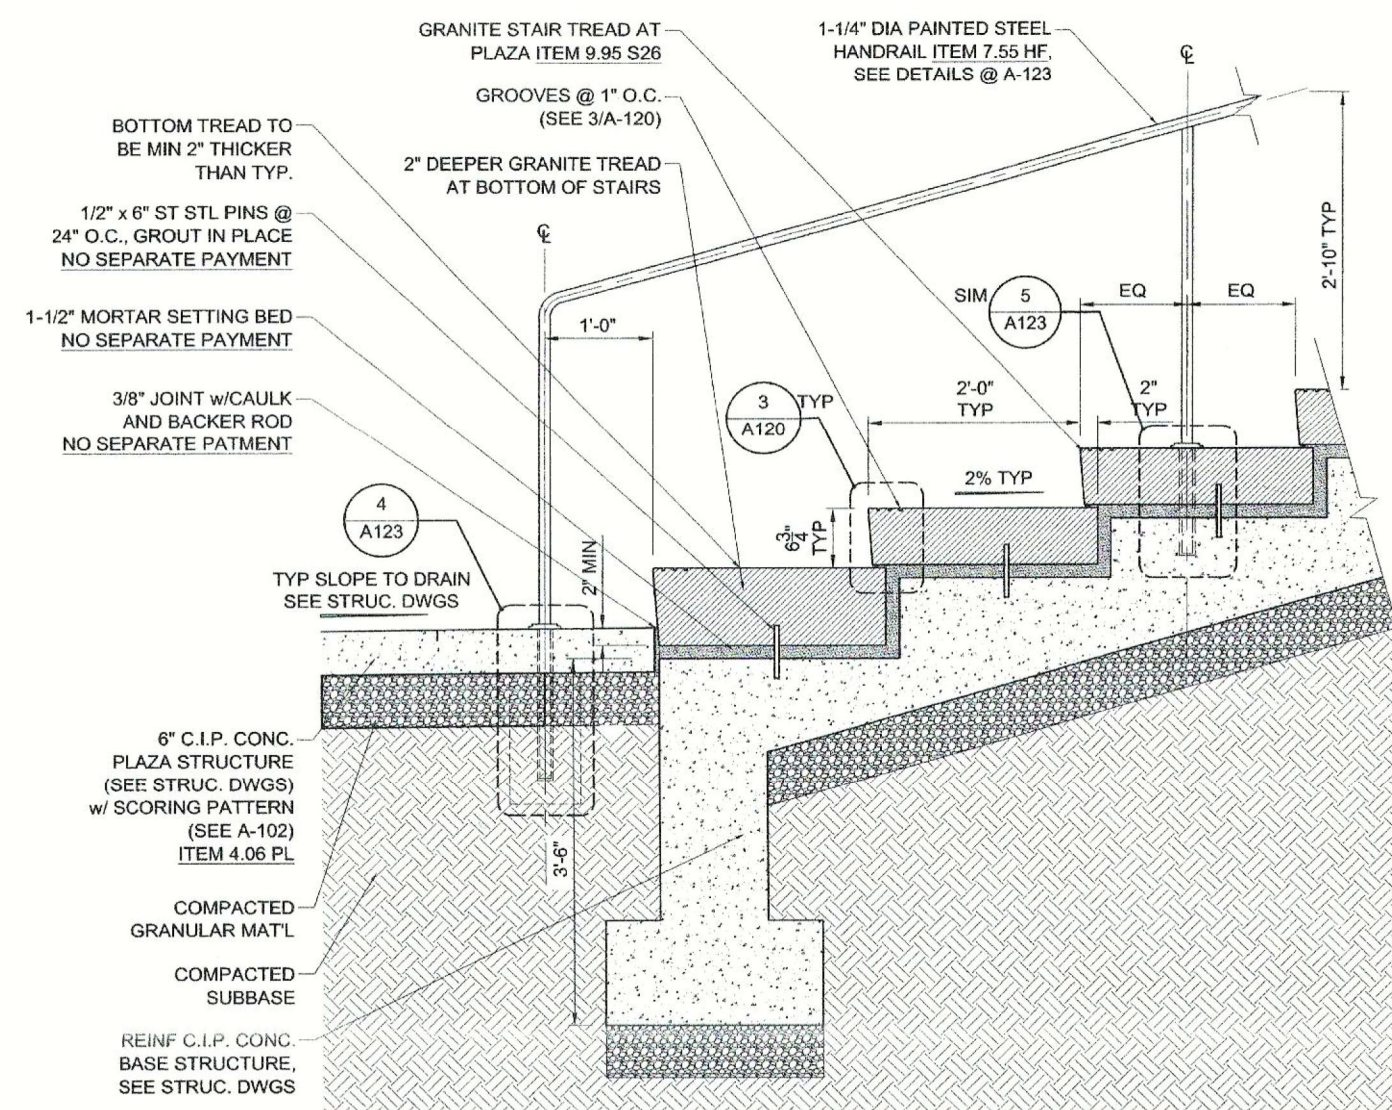 GRANITE STAIR TREAD AT
PLAZA ITEM 9.95 S26
1-1/4" DIA PAINTED STEEL
HANDRAIL ITEM 7.55 HF,
SEE DETAILS @ A-123
GROOVES @ 1" O.C.
(SEE 3/A-120)
BOTTOM TREAD TO
BE MIN 2" THICKER
THAN TYP.
2" DEEPER GRANITE TREAD
AT BOTTOM OF STAIRS
1/2" x 6" ST STL PINS @
24" O.C., GROUT IN PLACE
NO SEPARATE PAYMENT
1-1/2" MORTAR SETTING BED
NO SEPARATE PAYMENT
3/8" JOINT w/CAULK
AND BACKER ROD
NO SEPARATE PATMENT
℄
℄
1'-0"
SIM
5
A123
EQ
EQ
2'-10" TYP
3
A120
TYP
2'-0"
TYP
2"
TYP
2% TYP
6 3/4"
TYP
4
A123
2" MIN
TYP SLOPE TO DRAIN
SEE STRUC. DWGS
6" C.I.P. CONC.
PLAZA STRUCTURE
(SEE STRUC. DWGS)
w/ SCORING PATTERN
(SEE A-102)
ITEM 4.06 PL
3'-6"
COMPACTED
GRANULAR MAT'L
COMPACTED
SUBBASE
REINF C.I.P. CONC.
BASE STRUCTURE,
SEE STRUC. DWGS